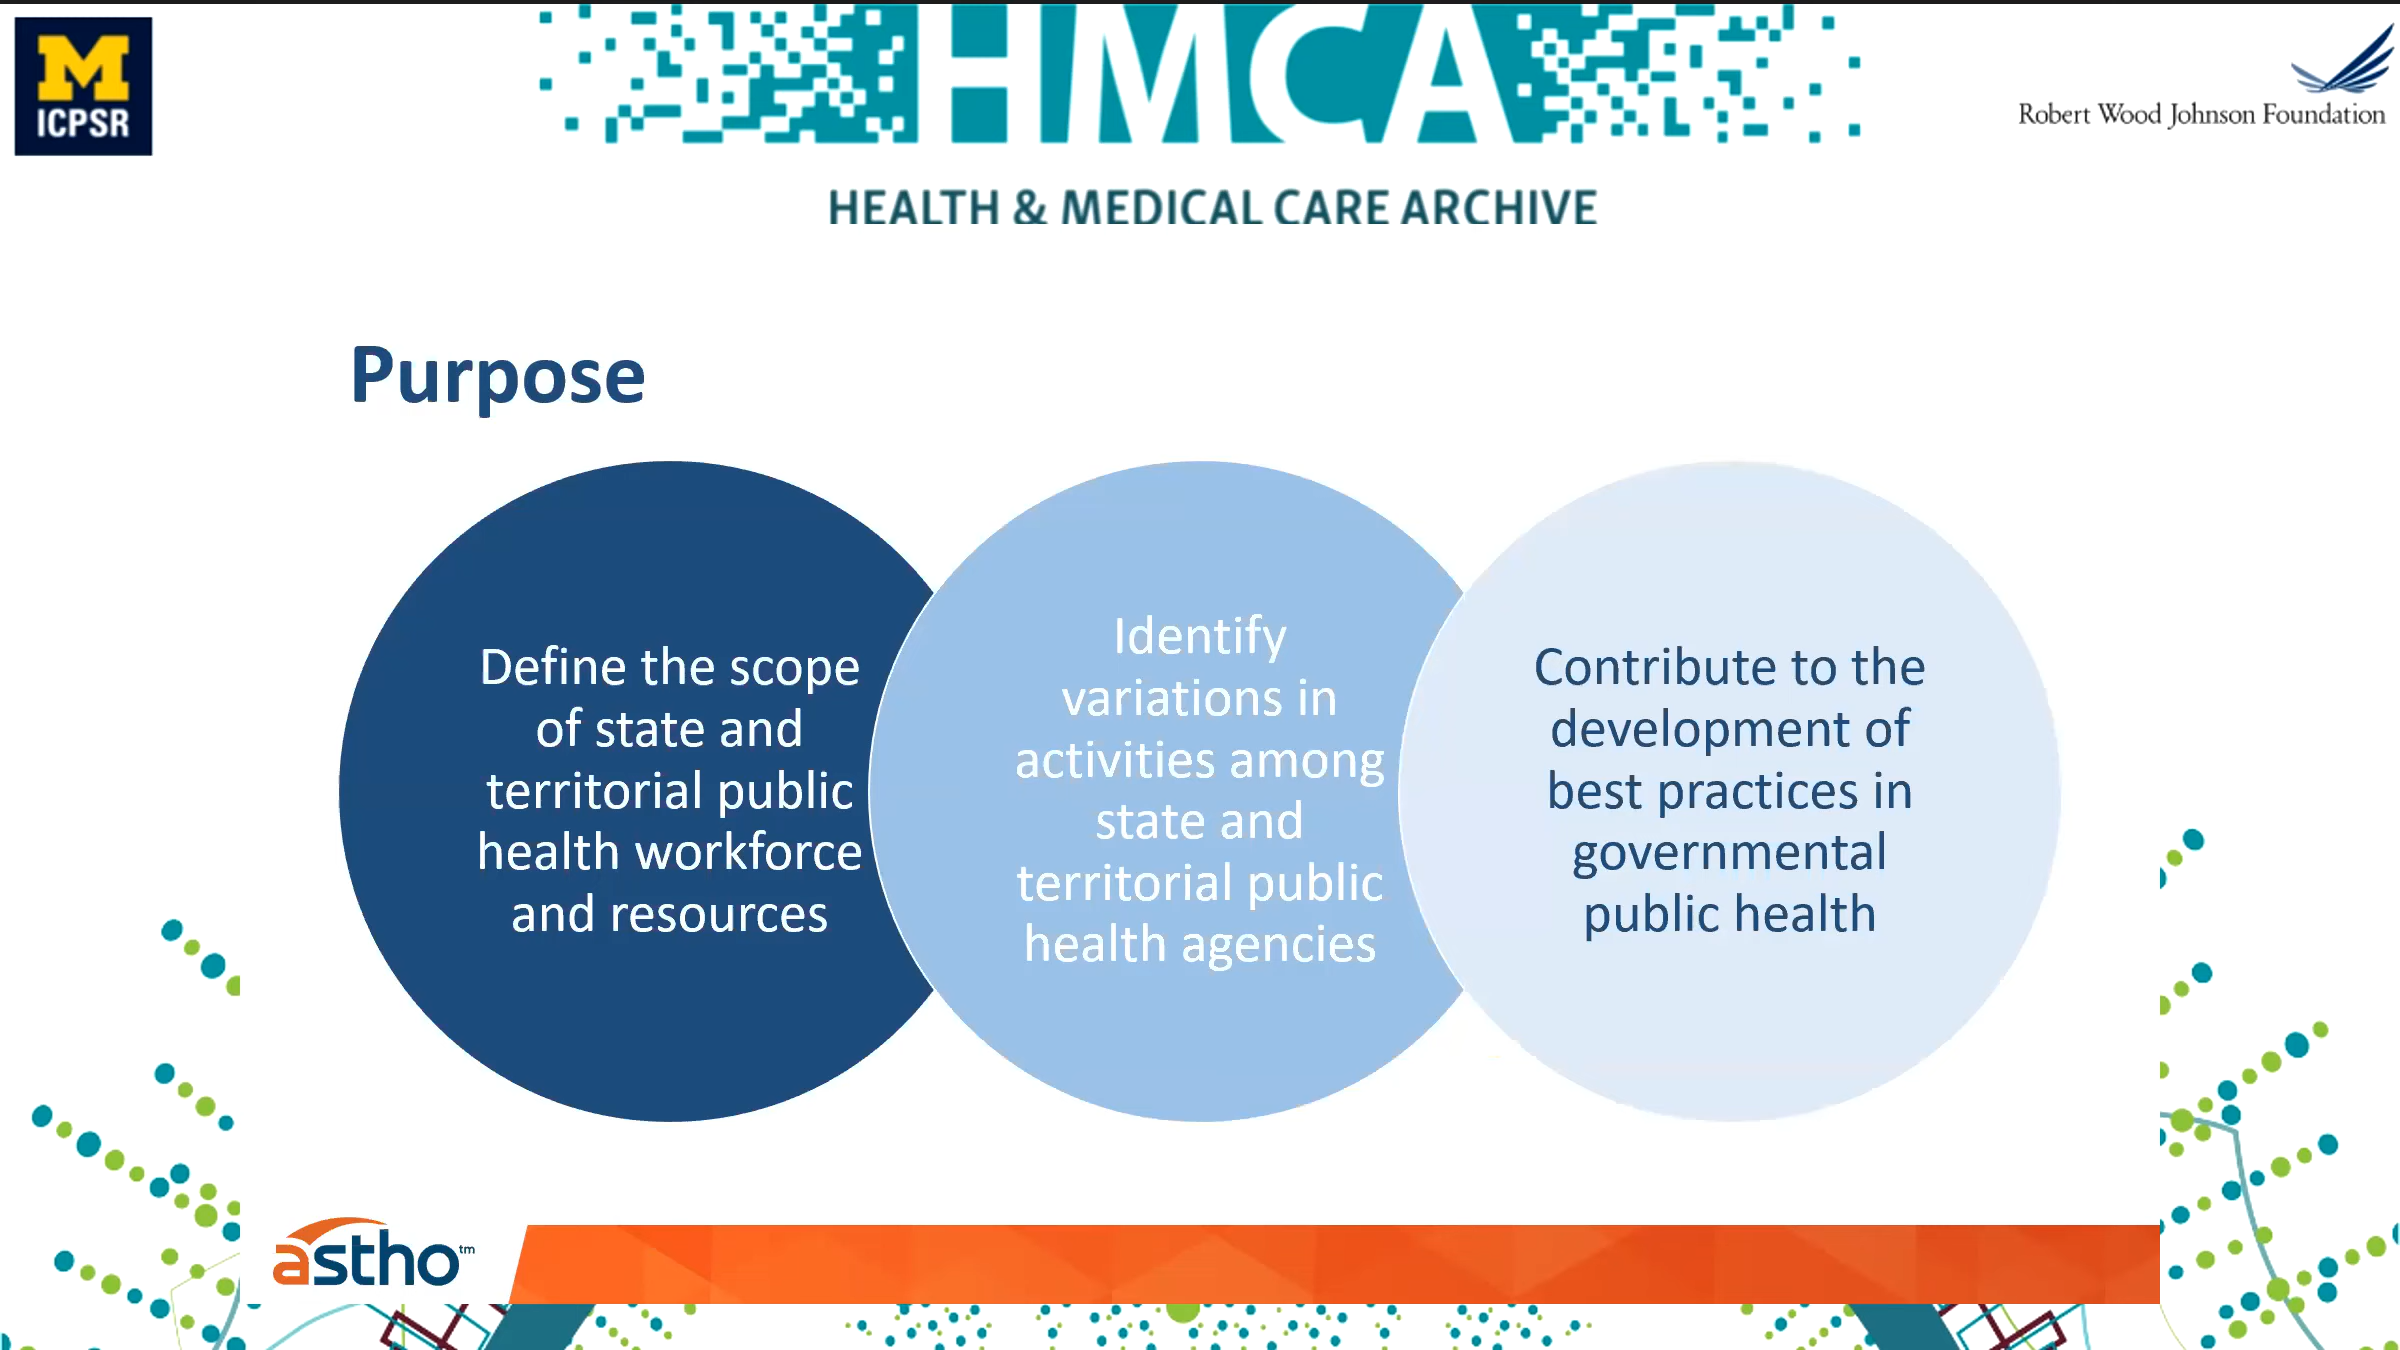 M
ICPSR
HMCA
HEALTH & MEDICAL CARE ARCHIVE
Robert Wood Johnson Foundation
Purpose
Define the scope
of state and
territorial public
health workforce
and resources
Identify
variations in
activities among
state and
territorial public
health agencies
Contribute to the
development of
best practices in
governmental
public health
astho™